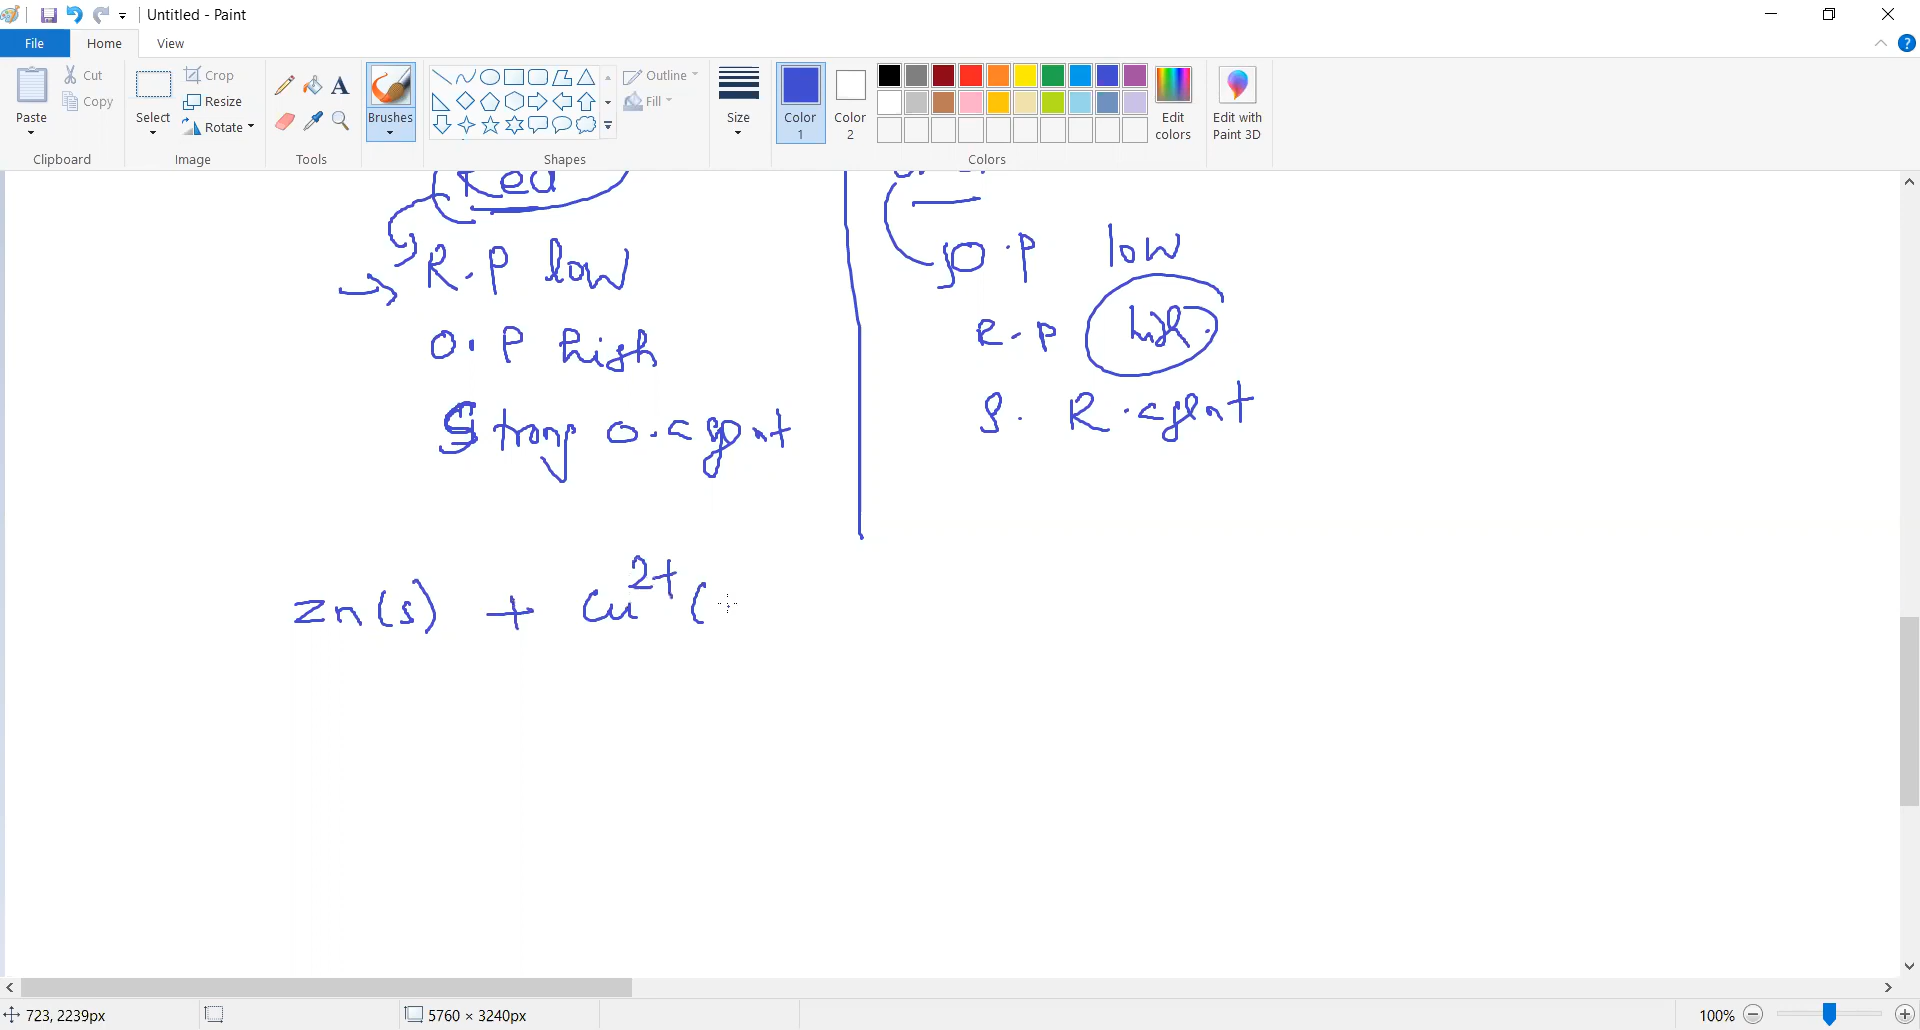 Untitled - Paint
File Home View
Paste Cut Copy Clipboard
Select Crop Resize Rotate Image
Tools
Brushes
Shapes
Outline Fill
Size
Color 1 Color 2 Edit colors Colors
Edit with Paint 3D
Red
R.P low
O.P high
Strong O.agent
O.P low
R.P high.
S. R.agent
Zn(s) + Cu2+ (
723, 2239px 5760 × 3240px 100%